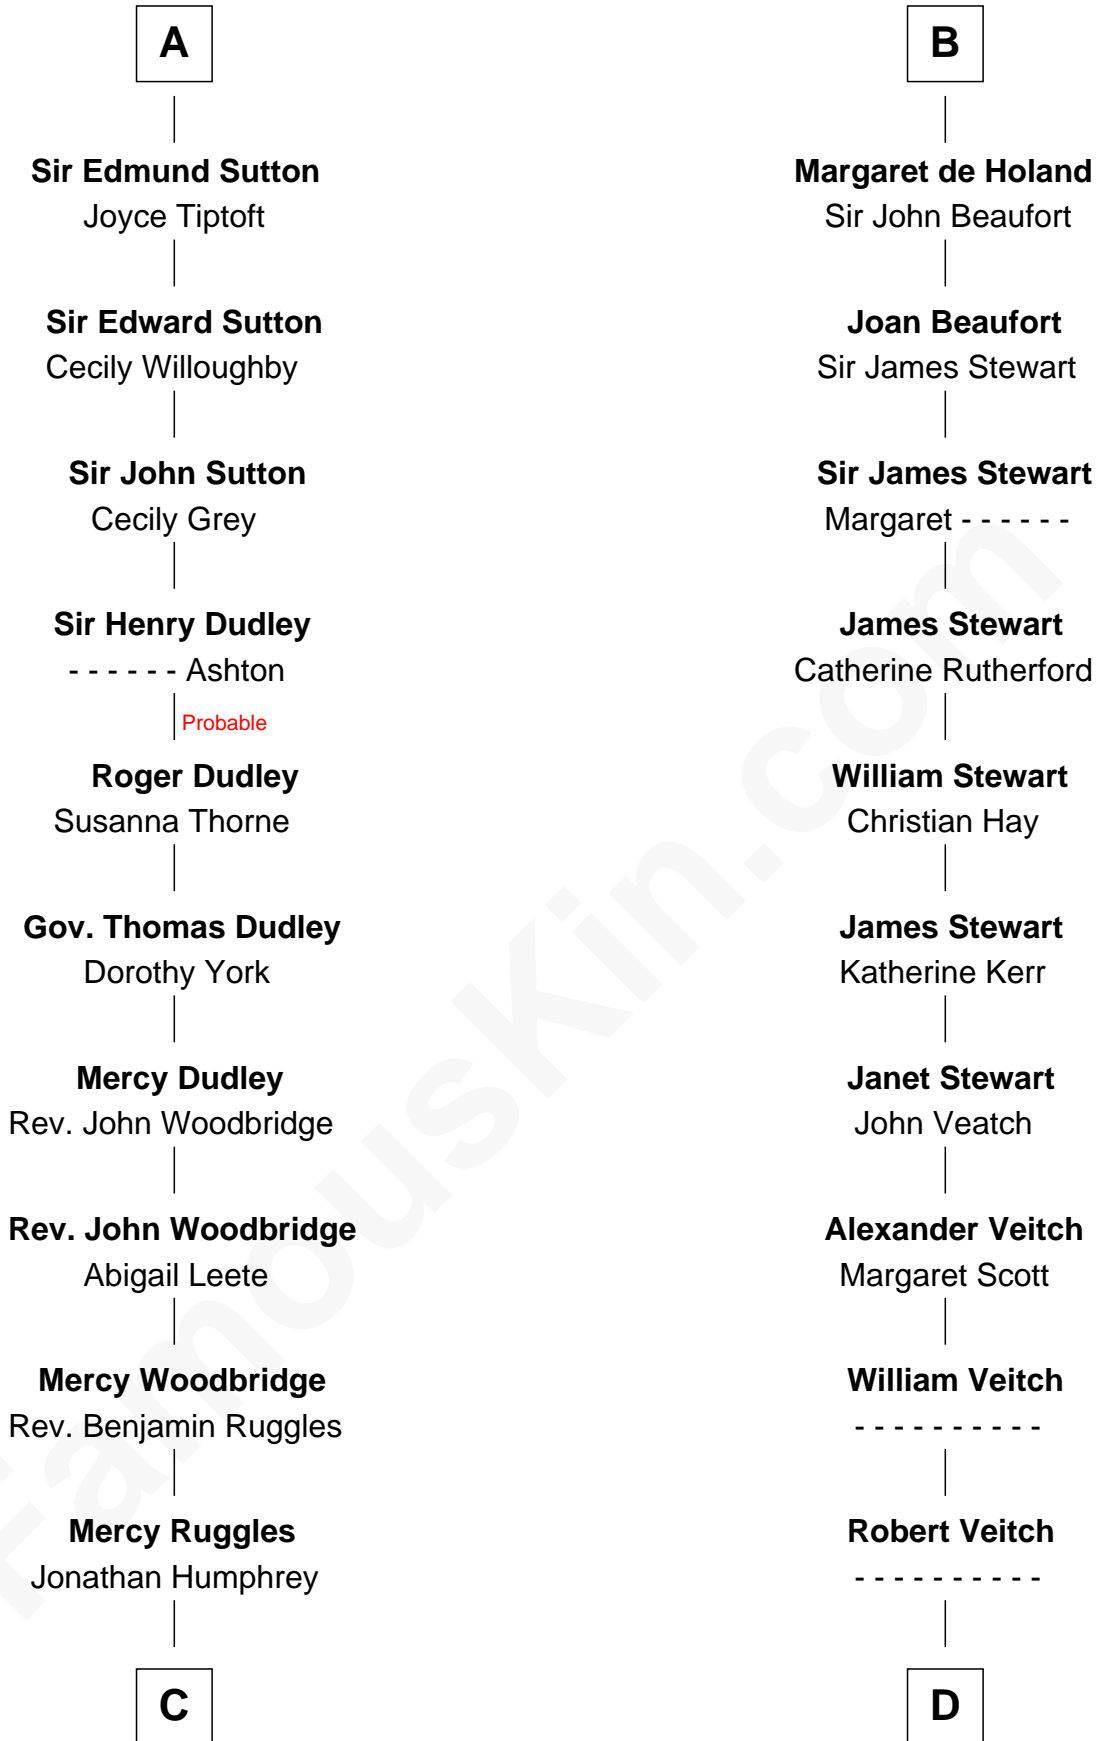 A
Sir Edmund Sutton
Joyce Tiptoft
Sir Edward Sutton
Cecily Willoughby
Sir John Sutton
Cecily Grey
Sir Henry Dudley
- - - - - - Ashton
Probable
Roger Dudley
Susanna Thorne
Gov. Thomas Dudley
Dorothy York
Mercy Dudley
Rev. John Woodbridge
Rev. John Woodbridge
Abigail Leete
Mercy Woodbridge
Rev. Benjamin Ruggles
Mercy Ruggles
Jonathan Humphrey
C
B
Margaret de Holand
Sir John Beaufort
Joan Beaufort
Sir James Stewart
Sir James Stewart
Margaret - - - - - -
James Stewart
Catherine Rutherford
William Stewart
Christian Hay
James Stewart
Katherine Kerr
Janet Stewart
John Veatch
Alexander Veitch
Margaret Scott
William Veitch
- - - - - - - - - -
Robert Veitch
- - - - - - - - - -
D
FamousKin.com